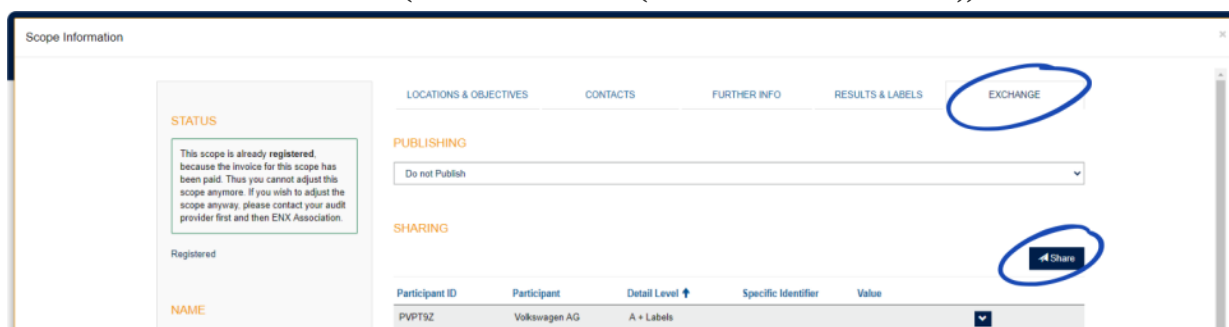 Scope Information
×
LOCATIONS & OBJECTIVES CONTACTS FURTHER INFO RESULTS & LABELS EXCHANGE
STATUS
This scope is already registered,
because the invoice for this scope has
been paid. Thus you cannot adjust this
scope anymore. If you wish to adjust the
scope anyway, please contact your audit
provider first and then ENX Association.
Registered
NAME
PUBLISHING
Do not Publish
SHARING
Share
Participant ID Participant Detail Level Specific Identifier Value
PVPT9Z Volkswagen AG A + Labels